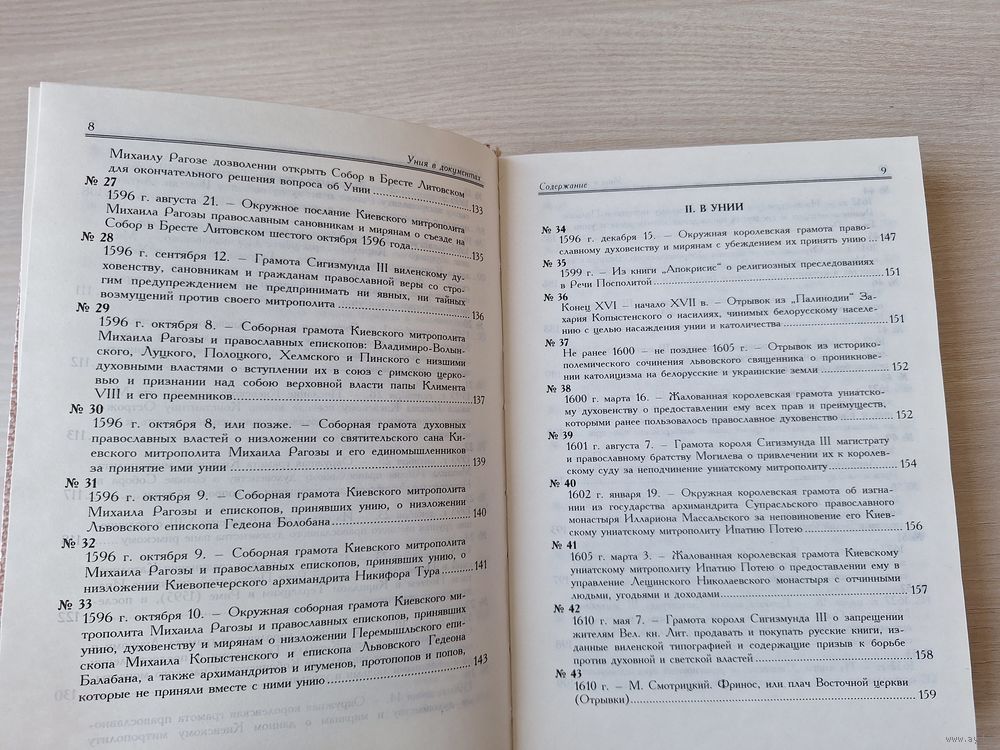 8
Уния в документах
Михаилу Рагозе дозволении открыть Собор в Бресте Литовском
для окончательного решения вопроса об Унии 133
№ 27
1596 г. августа 21. – Окружное послание Киевского митрополита
Михаила Рагозы православным сановникам и мирянам о съезде на
Собор в Бресте Литовском шестого октября 1596 года 135
№ 28
1596 г. сентября 12. – Грамота Сигизмунда III виленскому ду-
ховенству, сановникам и гражданам православной веры со стро-
гим предупреждением не предпринимать ни явных, ни тайных
возмущений против своего митрополита 136
№ 29
1596 г. октября 8. – Соборная грамота Киевского митрополита
Михаила Рагозы и православных епископов: Владимиро-Волын-
ского, Луцкого, Полоцкого, Хелмского и Пинского с низшими
духовными властями о вступлении их в союз с римскою церко-
вью и признании над собою верховной власти папы Климента
VIII и его преемников 137
№ 30
1596 г. октября 8, или позже. – Соборная грамота духовных
православных властей о низложении со святительского сана Ки-
евского митрополита Михаила Рагозы и его единомышленников
за принятие ими унии 139
№ 31
1596 г. октября 9. – Соборная грамота Киевского митрополита
Михаила Рагозы и епископов, принявших унию, о низложении
Львовского епископа Гедеона Болобана 140
№ 32
1596 г. октября 9. – Соборная грамота Киевского митрополита
Михаила Рагозы и православных епископов, принявших унию, о
низложении Киевопечерского архимандрита Никифора Тура 141
№ 33
1596 г. октября 10. – Окружная соборная грамота Киевского ми-
трополита Михаила Рагозы и православных епископов, принявших
унию, духовенству и мирянам о низложении Перемышльского епи-
скопа Михаила Копыстенского и епископа Львовского Гедеона
Балабана, а также архимандритов и игуменов, протопопов и попов,
которые не приняли вместе с ними унию 143
Содержание
9
II. В УНИИ
№ 34
1596 г. декабря 15. – Окружная королевская грамота право-
славному духовенству и мирянам с убеждением их принять унию 147
№ 35
1599 г. – Из книги „Апокрисис“ о религиозных преследованиях
в Речи Посполитой 151
№ 36
Конец XVI – начало XVII в. – Отрывок из „Палинодии“ За-
хария Копыстенского о насилиях, чинимых белорусскому населе-
нию с целью насаждения унии и католичества 151
№ 37
Не ранее 1600 – не позднее 1605 г. – Отрывок из историко-
полемического сочинения львовского священника о проникнове-
нии католицизма на белорусские и украинские земли 152
№ 38
1600 г. марта 16. – Жалованная королевская грамота униатско-
му духовенству о предоставлении ему всех прав и преимуществ,
которыми ранее пользовалось православное духовенство 152
№ 39
1601 г. августа 7. – Грамота короля Сигизмунда III магистрату
и православному братству Могилева о привлечении их к королев-
скому суду за неподчинение униатскому митрополиту 154
№ 40
1602 г. января 19. – Окружная королевская грамота об изгна-
нии из государства архимандрита Супрасльского православного
монастыря Иллариона Массальского за неповиновение его Киев-
скому униатскому митрополиту Ипатию Потею 156
№ 41
1605 г. марта 3. – Жалованная королевская грамота Киевскому
униатскому митрополиту Ипатию Потею о предоставлении ему в
управление Лещинского Николаевского монастыря с отчинными
людьми, угодьями и доходами 157
№ 42
1610 г. мая 7. – Грамота короля Сигизмунда III о запрещении
жителям Вел. кн. Лит. продавать и покупать русские книги, из-
данные виленской типографией и содержащие призыв к борьбе
против духовной и светской властей 158
№ 43
1610 г. – М. Смотрицкий. Фринос, или плач Восточной церкви
(Отрывки) 159